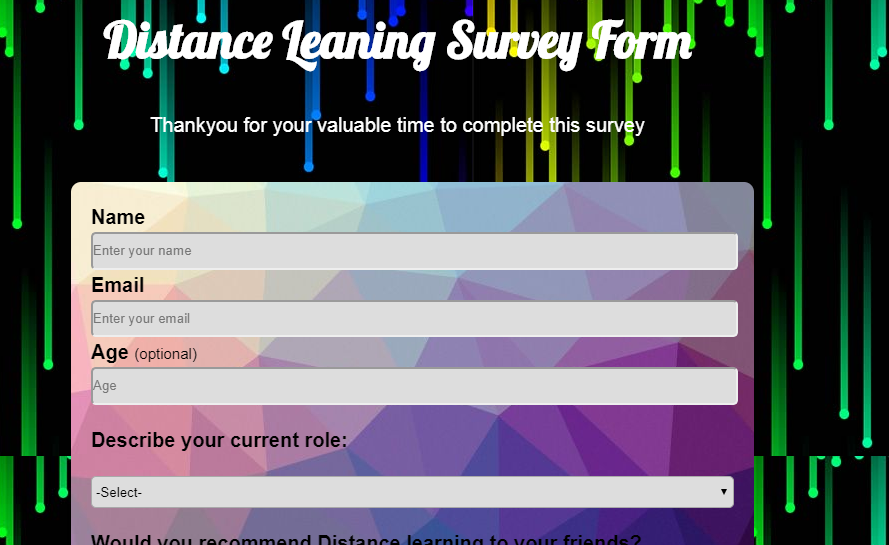 Distance Leaning Survey Form
Thankyou for your valuable time to complete this survey
Name
Enter your name
Email
Enter your email
Age (optional)
Age
Describe your current role:
-Select-
Would you recommend Distance learning to your friends?